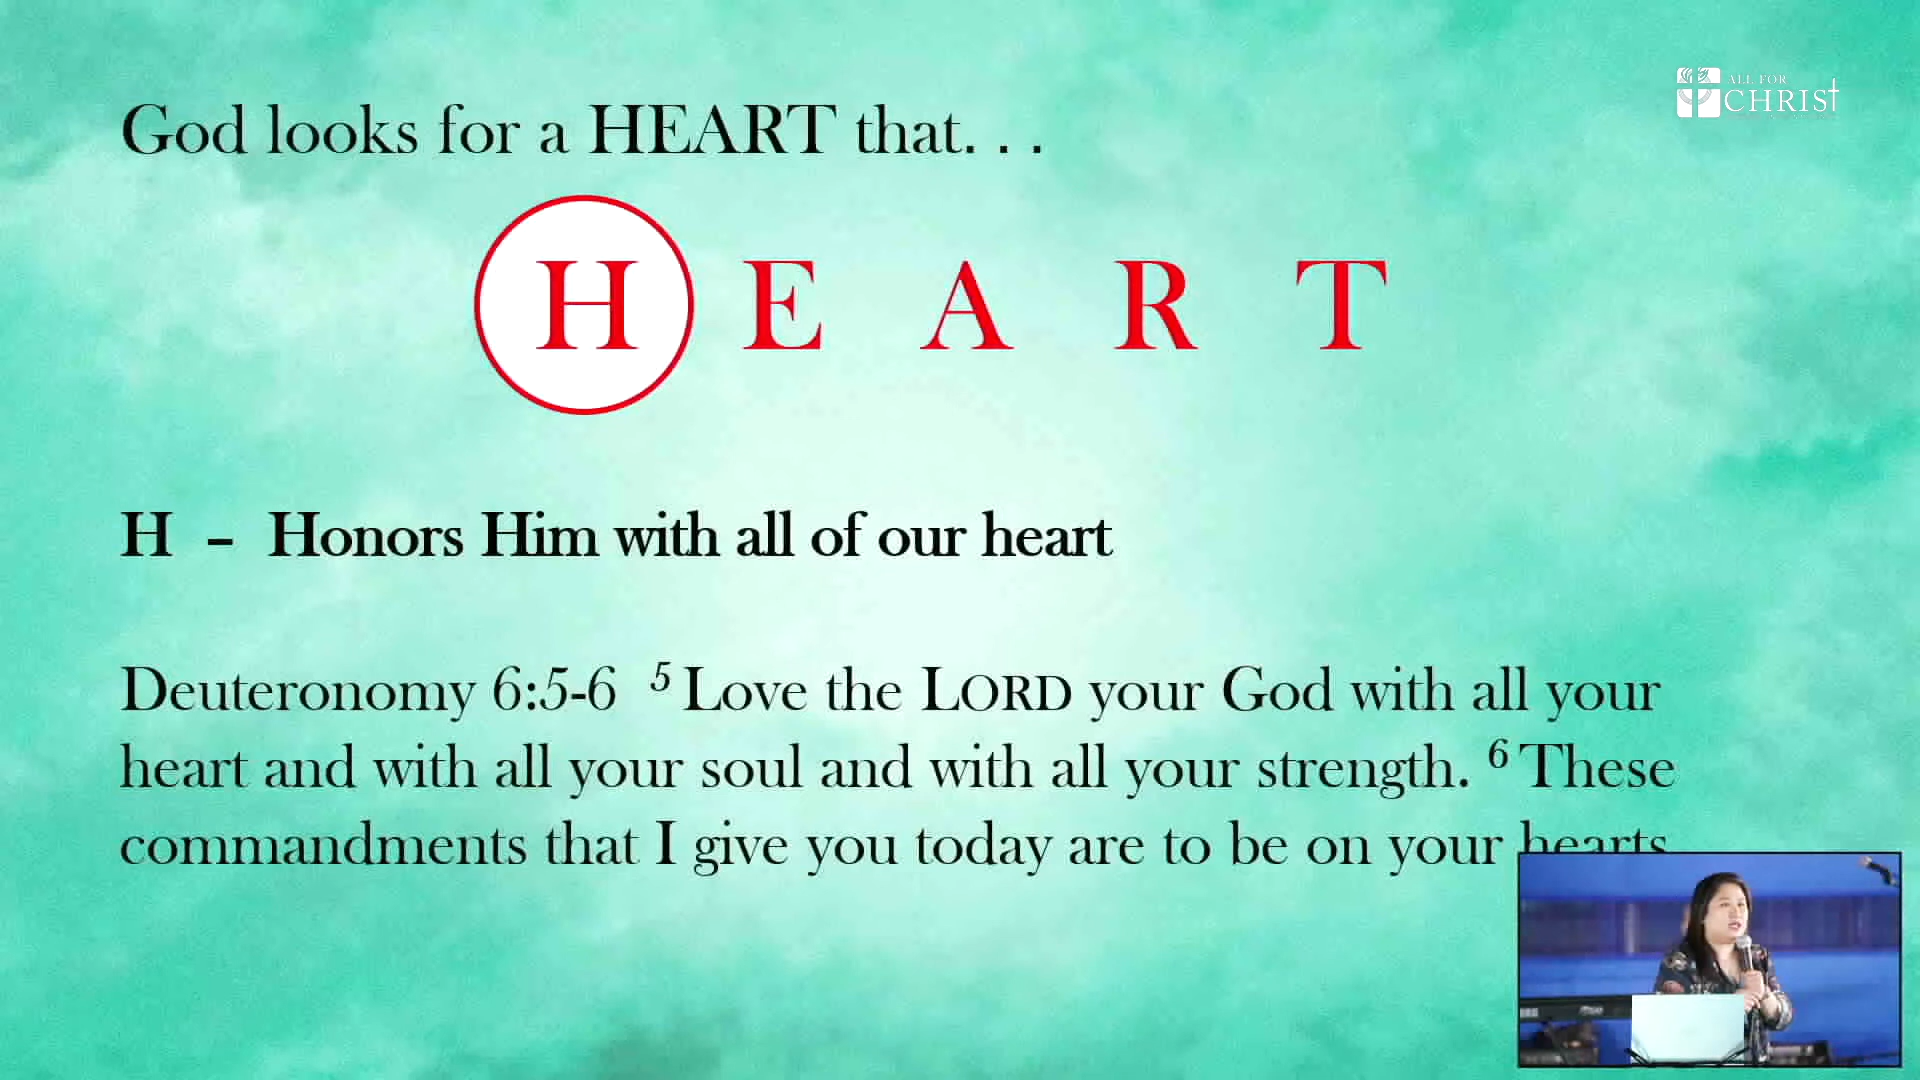 God looks for a HEART that. . .
ALL FOR
CHRIST
H E A R T
H – Honors Him with all of our heart
Deuteronomy 6:5-6 5 Love the LORD your God with all your
heart and with all your soul and with all your strength. 6 These
commandments that I give you today are to be on your hearts